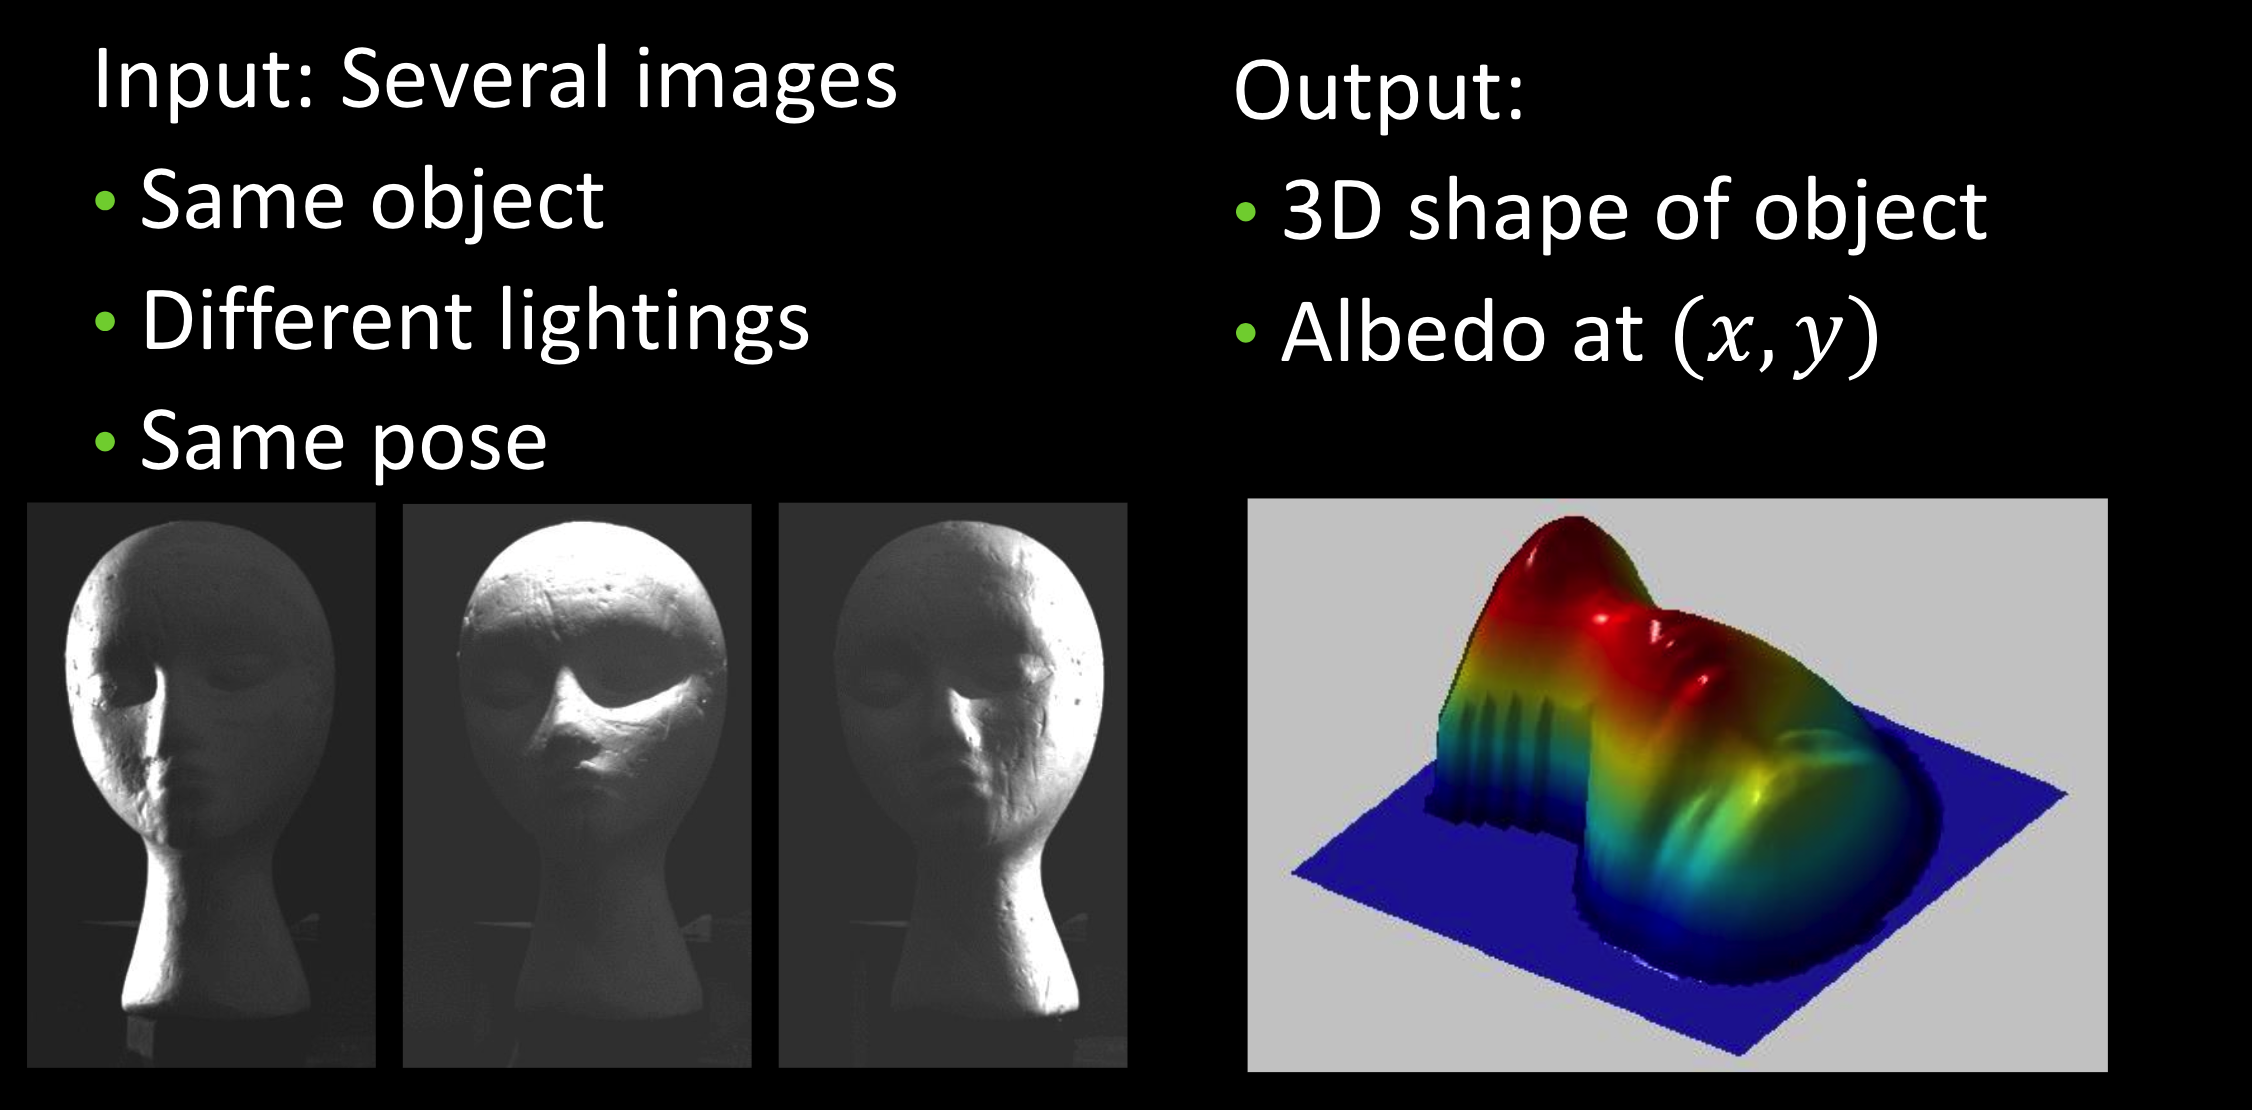 Input: Several images
• Same object
• Different lightings
• Same pose
Output:
• 3D shape of object
• Albedo at (x, y)